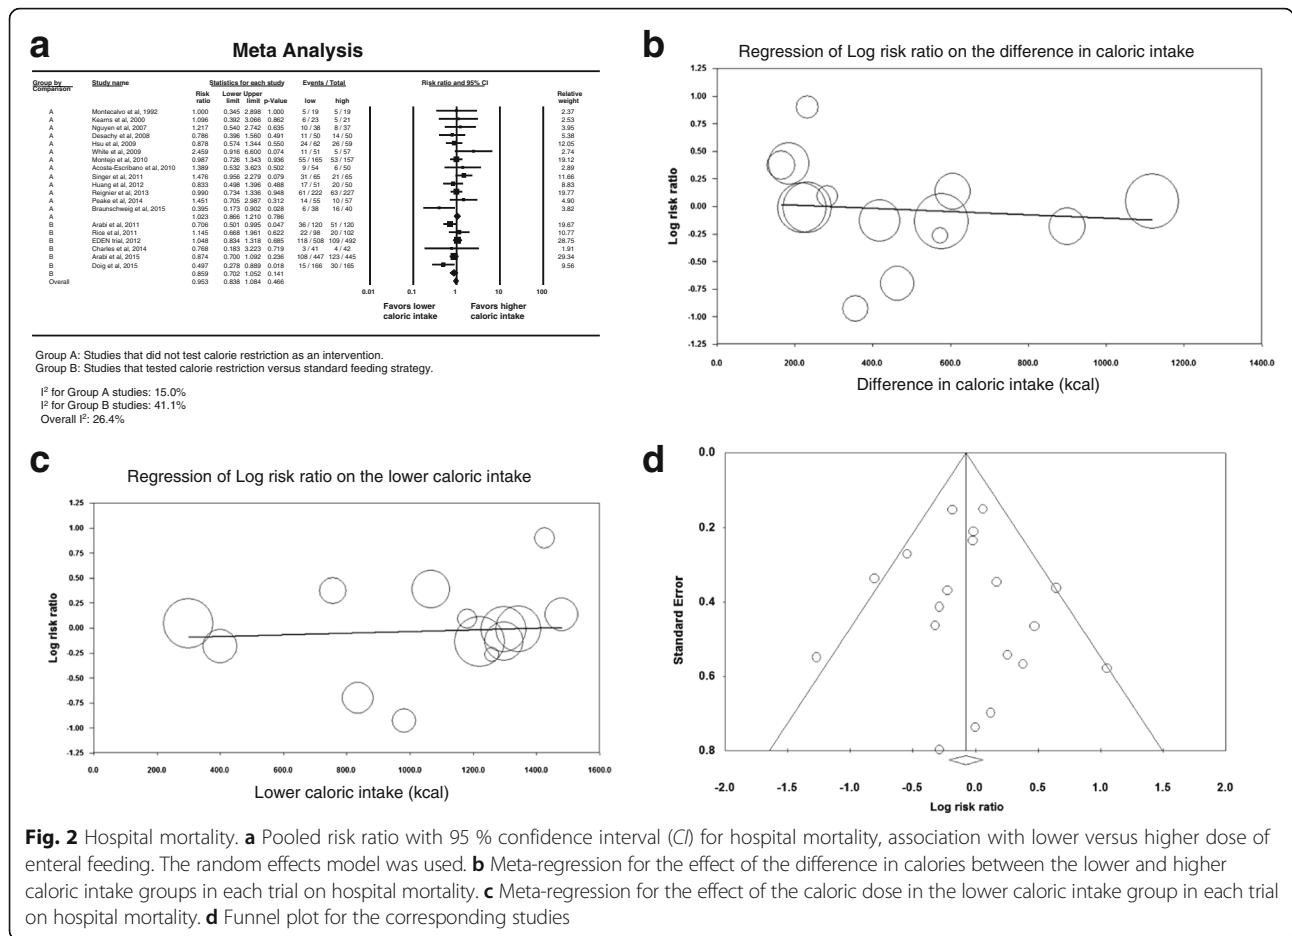 a
Meta Analysis
Group by Comparison Study name Statistics for each study Events / Total Risk ratio and 95% CI
Risk ratio Lower limit Upper limit p-Value low high Relative weight
A Montecalvo et al, 1992 1.000 0.345 2.898 1.000 5 / 19 5 / 19 2.37
A Kearns et al, 2000 1.096 0.392 3.066 0.862 6 / 23 5 / 21 2.53
A Nguyen et al, 2007 1.217 0.540 2.742 0.635 10 / 38 8 / 37 3.95
A Desachy et al, 2008 0.786 0.396 1.560 0.491 11 / 50 14 / 50 5.38
A Hsu et al, 2009 0.878 0.574 1.344 0.550 24 / 62 26 / 59 12.05
A White et al, 2009 2.459 0.916 6.600 0.074 11 / 51 5 / 57 2.74
A Montejo et al, 2010 0.987 0.726 1.343 0.936 55 / 165 53 / 157 19.12
A Acosta-Escribano et al, 2010 1.389 0.532 3.623 0.502 9 / 54 6 / 50 2.89
A Singer et al, 2011 1.476 0.956 2.279 0.079 31 / 65 21 / 65 11.66
A Huang et al, 2012 0.833 0.498 1.396 0.488 17 / 51 20 / 50 8.83
A Reignier et al, 2013 0.990 0.734 1.336 0.948 61 / 222 63 / 227 19.77
A Peake et al, 2014 1.451 0.705 2.987 0.312 14 / 55 10 / 57 4.90
A Braunschweig et al, 2015 0.395 0.173 0.902 0.028 6 / 38 16 / 40 3.82
A 1.023 0.866 1.210 0.786
B Arabi et al, 2011 0.706 0.501 0.995 0.047 36 / 120 51 / 120 19.67
B Rice et al, 2011 1.145 0.668 1.961 0.622 22 / 98 20 / 102 10.77
B EDEN trial, 2012 1.048 0.834 1.318 0.685 118 / 508 109 / 492 28.75
B Charles et al, 2014 0.768 0.183 3.223 0.719 3 / 41 4 / 42 1.91
B Arabi et al, 2015 0.874 0.700 1.092 0.236 108 / 447 123 / 445 29.34
B Doig et al, 2015 0.497 0.278 0.889 0.018 15 / 166 30 / 165 9.56
B 0.859 0.702 1.052 0.141
Overall 0.953 0.838 1.084 0.466
0.01 0.1 1 10 100
Favors lower caloric intake Favors higher caloric intake
Group A: Studies that did not test calorie restriction as an intervention.
Group B: Studies that tested calorie restriction versus standard feeding strategy.
I² for Group A studies: 15.0%
I² for Group B studies: 41.1%
Overall I²: 26.4%
b
Regression of Log risk ratio on the difference in caloric intake
Log risk ratio
1.25
1.00
0.75
0.50
0.25
0.00
-0.25
-0.50
-0.75
-1.00
-1.25
0.0 200.0 400.0 600.0 800.0 1000.0 1200.0 1400.0
Difference in caloric intake (kcal)
c
Regression of Log risk ratio on the lower caloric intake
Log risk ratio
1.25
1.00
0.75
0.50
0.25
0.00
-0.25
-0.50
-0.75
-1.00
-1.25
0.0 200.0 400.0 600.0 800.0 1000.0 1200.0 1400.0 1600.0
Lower caloric intake (kcal)
d
Standard Error
0.0
0.2
0.4
0.6
0.8
-2.0 -1.5 -1.0 -0.5 0.0 0.5 1.0 1.5 2.0
Log risk ratio
Fig. 2 Hospital mortality. a Pooled risk ratio with 95 % confidence interval (CI) for hospital mortality, association with lower versus higher dose of
enteral feeding. The random effects model was used. b Meta-regression for the effect of the difference in calories between the lower and higher
caloric intake groups in each trial on hospital mortality. c Meta-regression for the effect of the caloric dose in the lower caloric intake group in each trial
on hospital mortality. d Funnel plot for the corresponding studies